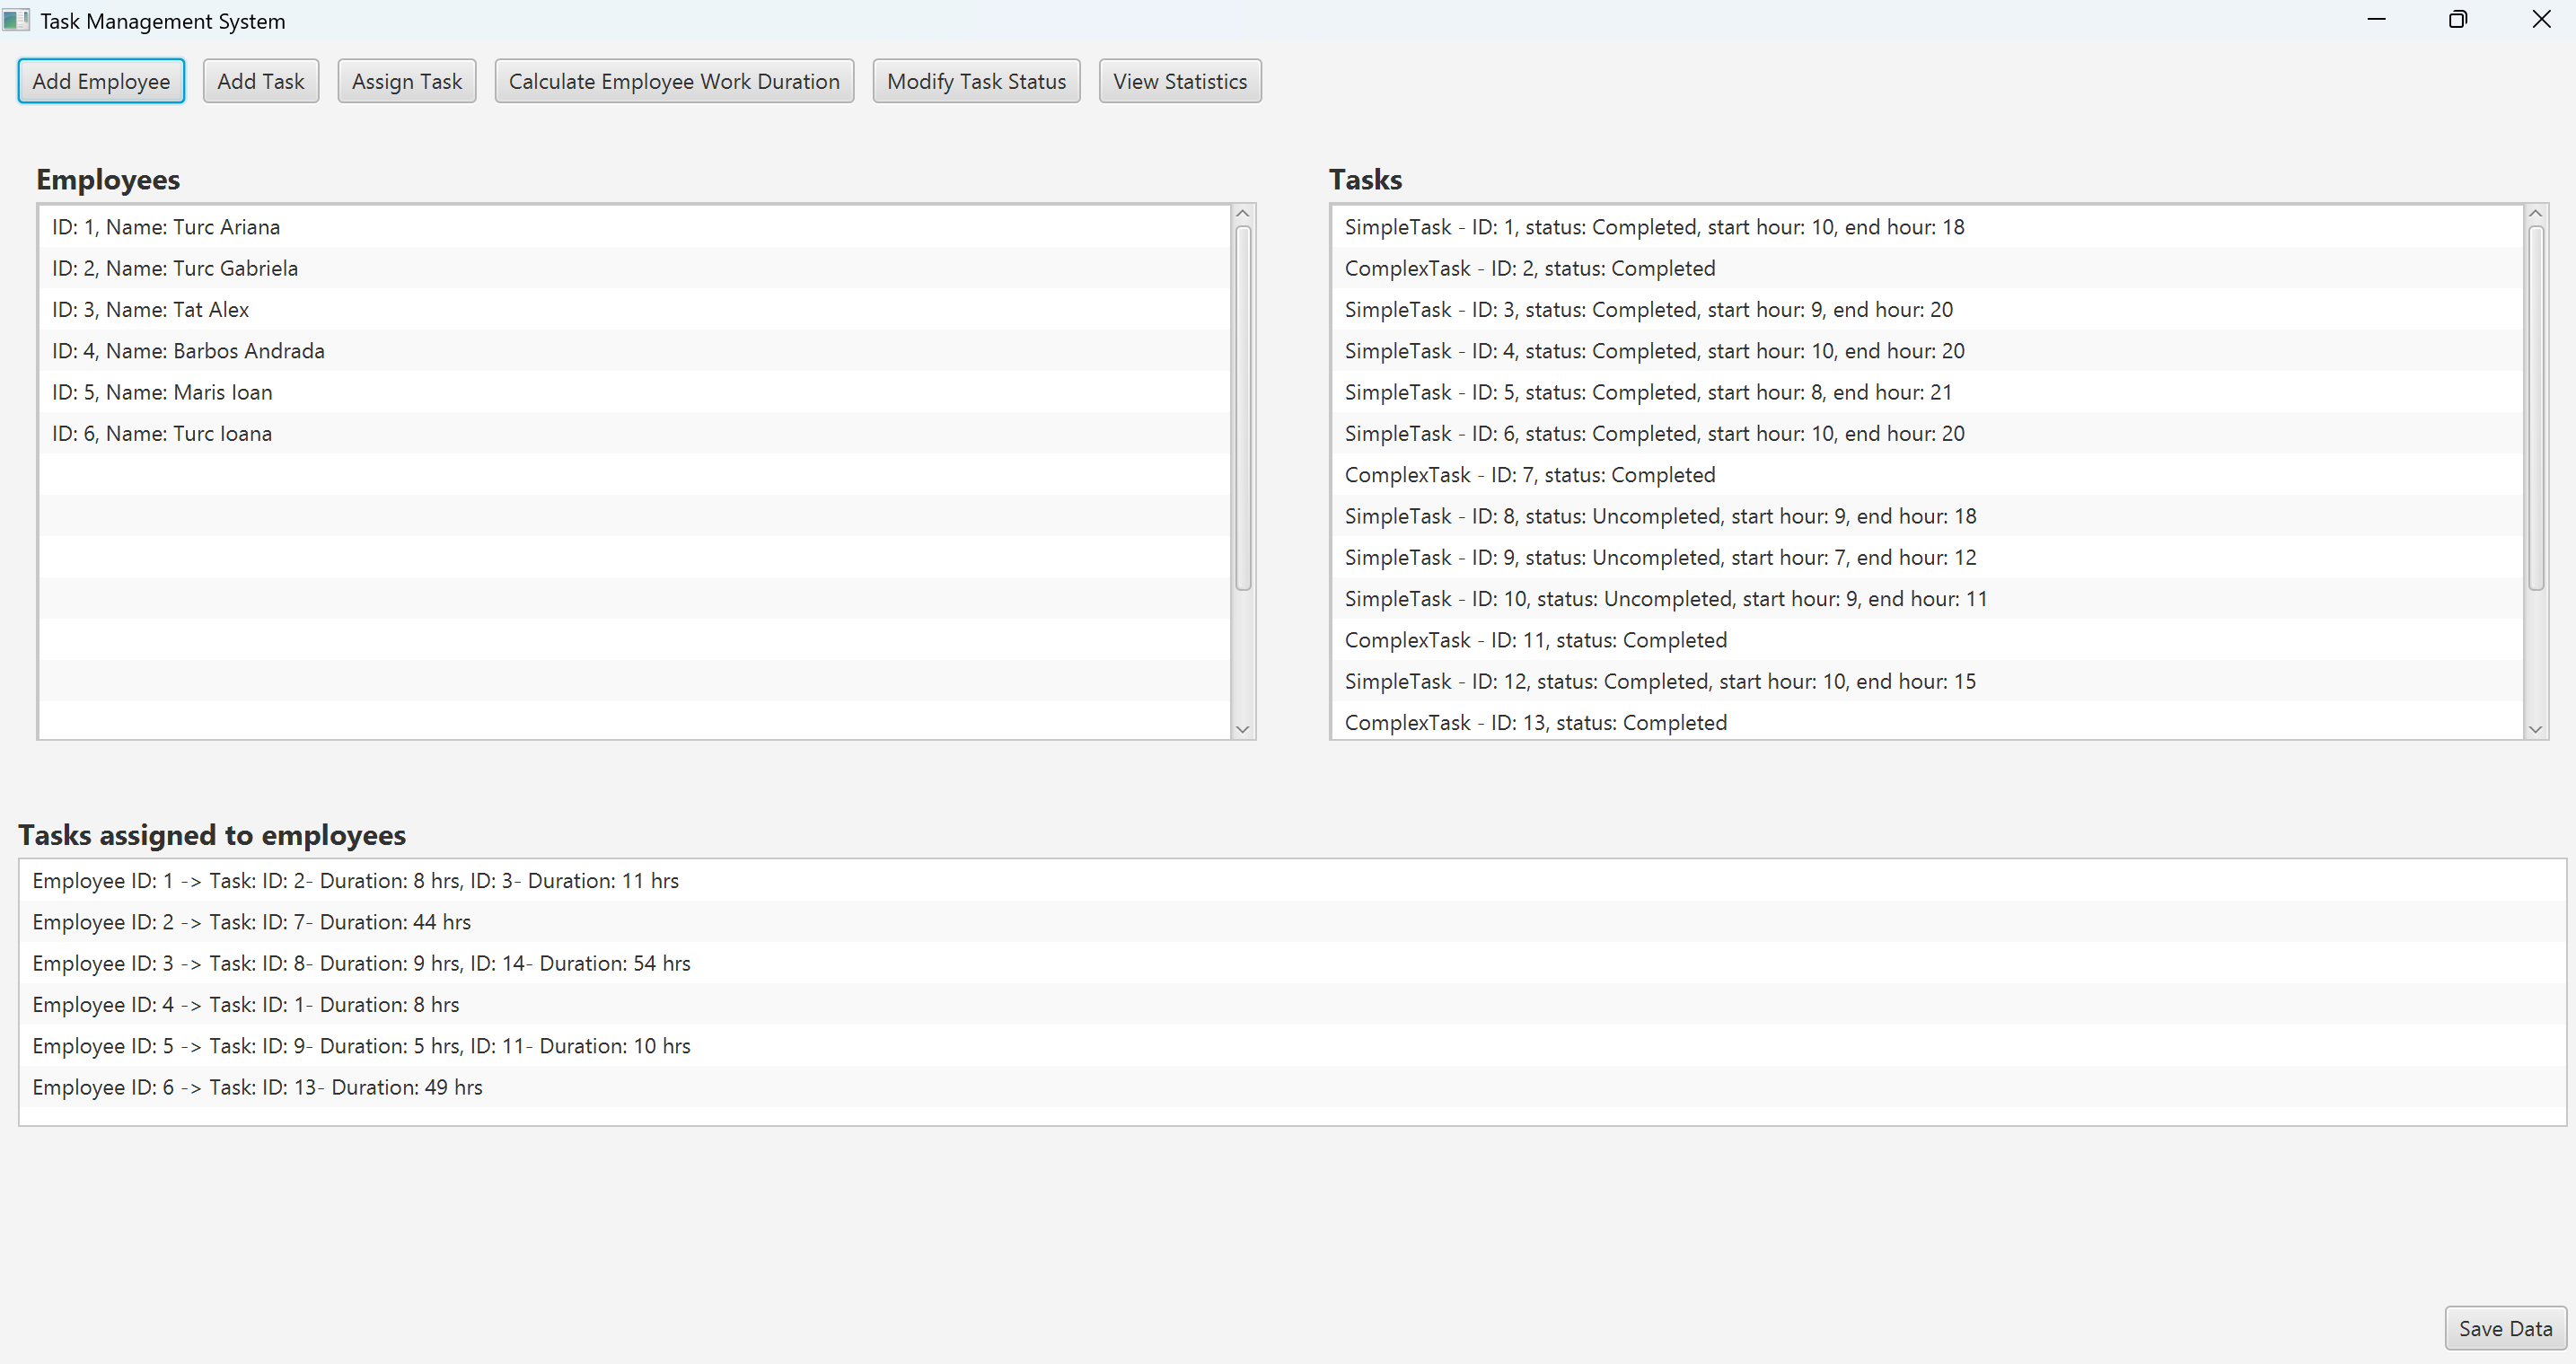 Task Management System
Add Employee Add Task Assign Task Calculate Employee Work Duration Modify Task Status View Statistics
Employees
ID: 1, Name: Turc Ariana
ID: 2, Name: Turc Gabriela
ID: 3, Name: Tat Alex
ID: 4, Name: Barbos Andrada
ID: 5, Name: Maris Ioan
ID: 6, Name: Turc Ioana
Tasks
SimpleTask - ID: 1, status: Completed, start hour: 10, end hour: 18
ComplexTask - ID: 2, status: Completed
SimpleTask - ID: 3, status: Completed, start hour: 9, end hour: 20
SimpleTask - ID: 4, status: Completed, start hour: 10, end hour: 20
SimpleTask - ID: 5, status: Completed, start hour: 8, end hour: 21
SimpleTask - ID: 6, status: Completed, start hour: 10, end hour: 20
ComplexTask - ID: 7, status: Completed
SimpleTask - ID: 8, status: Uncompleted, start hour: 9, end hour: 18
SimpleTask - ID: 9, status: Uncompleted, start hour: 7, end hour: 12
SimpleTask - ID: 10, status: Uncompleted, start hour: 9, end hour: 11
ComplexTask - ID: 11, status: Completed
SimpleTask - ID: 12, status: Completed, start hour: 10, end hour: 15
ComplexTask - ID: 13, status: Completed
Tasks assigned to employees
Employee ID: 1 -> Task: ID: 2- Duration: 8 hrs, ID: 3- Duration: 11 hrs
Employee ID: 2 -> Task: ID: 7- Duration: 44 hrs
Employee ID: 3 -> Task: ID: 8- Duration: 9 hrs, ID: 14- Duration: 54 hrs
Employee ID: 4 -> Task: ID: 1- Duration: 8 hrs
Employee ID: 5 -> Task: ID: 9- Duration: 5 hrs, ID: 11- Duration: 10 hrs
Employee ID: 6 -> Task: ID: 13- Duration: 49 hrs
Save Data